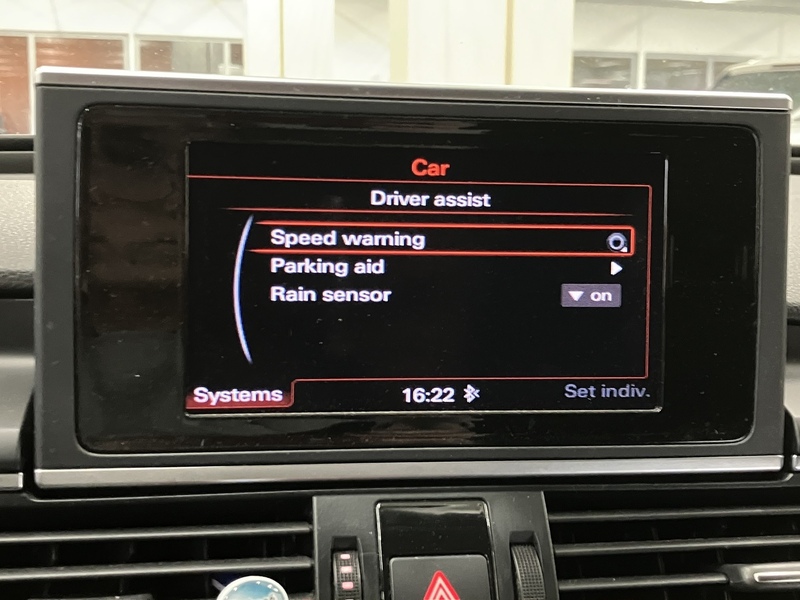 Car
Driver assist
Speed warning
Parking aid
Rain sensor on
Systems 16:22 Set indiv.